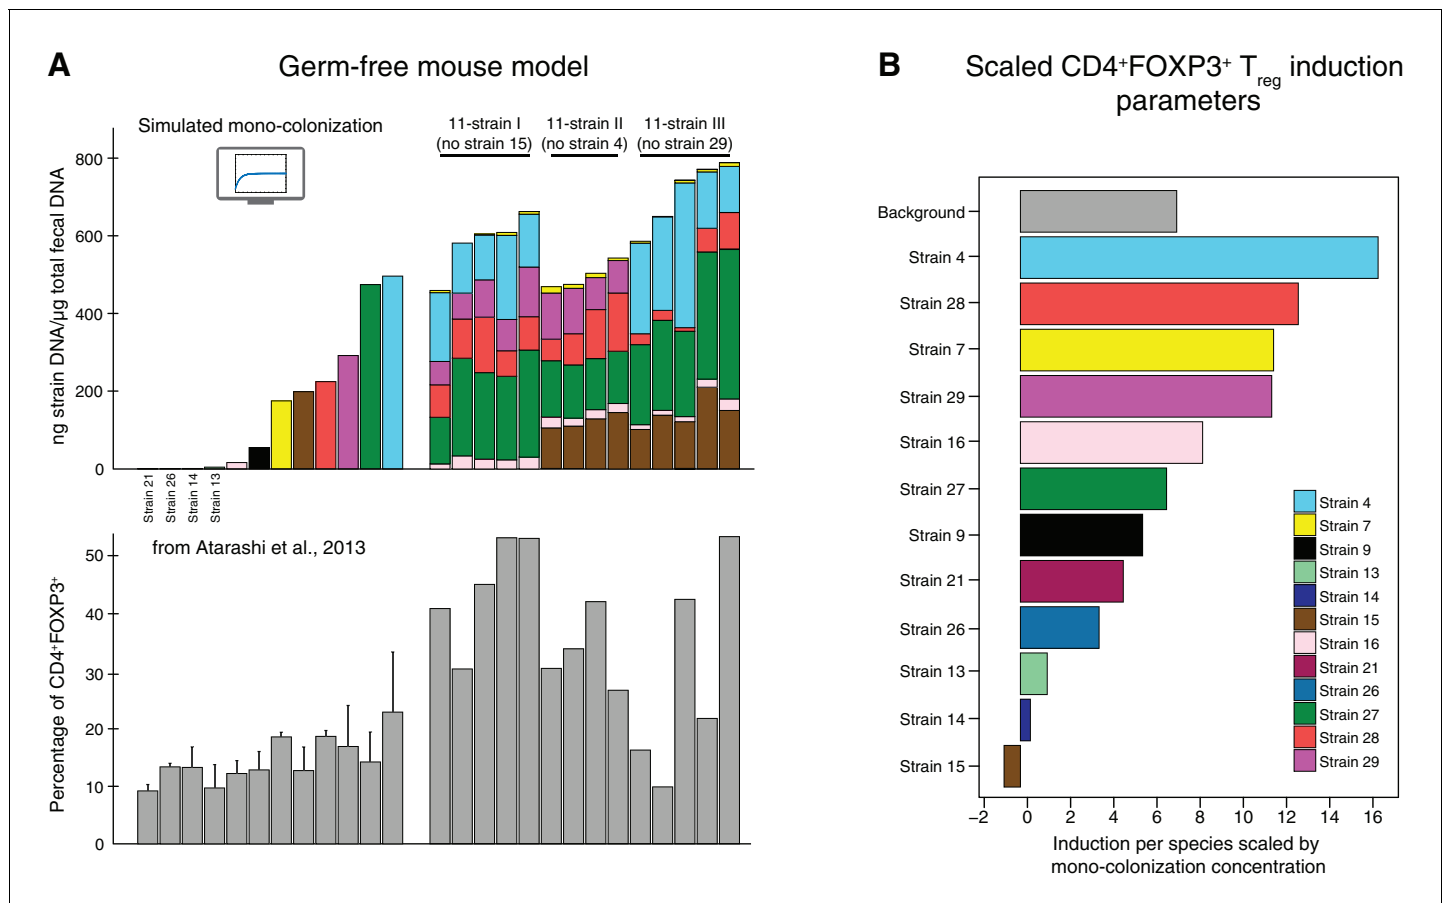 A
Germ-free mouse model
Simulated mono-colonization
11-strain I
(no strain 15)
11-strain II
(no strain 4)
11-strain III
(no strain 29)
ng strain DNA/µg total fecal DNA
800
600
400
200
0
Strain 21
Strain 26
Strain 14
Strain 13
from Atarashi et al., 2013
Percentage of CD4+FOXP3+
50
40
30
20
10
0
B
Scaled CD4+FOXP3+ Treg induction
parameters
Background
Strain 4
Strain 28
Strain 7
Strain 29
Strain 16
Strain 27
Strain 9
Strain 21
Strain 26
Strain 13
Strain 14
Strain 15
Strain 4
Strain 7
Strain 9
Strain 13
Strain 14
Strain 15
Strain 16
Strain 21
Strain 26
Strain 27
Strain 28
Strain 29
−2 0 2 4 6 8 10 12 14 16
Induction per species scaled by
mono-colonization concentration